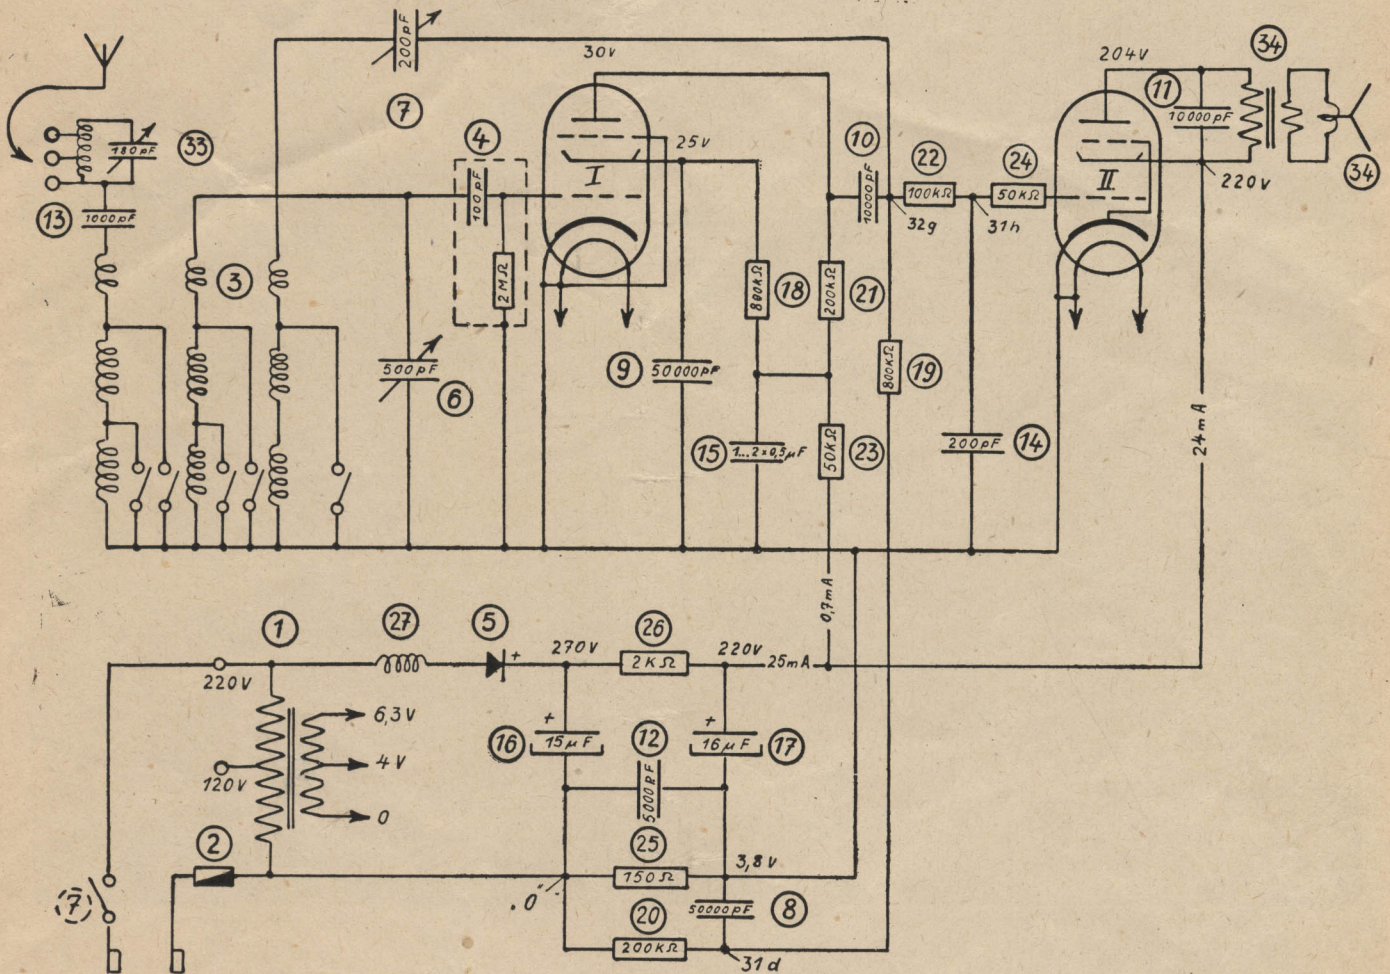 200pF
7
30V
204V
34
11
10000pF
180pF
33
4
25V
10
22
24
34
100pF
I
10000pF
100KΩ
50KΩ
II
220V
13
1000pF
32g
31h
3
2MΩ
800KΩ
18
200KΩ
21
500pF
6
9
50000pF
800KΩ
19
15
1...2×0,5µF
50KΩ
23
200pF
14
24mA
0,7mA
1
27
5
+
270V
26
2KΩ
220V
25mA
220V
6,3V
4V
0
120V
16
+
15µF
12
5000pF
+
16µF
17
2
25
150Ω
3,8V
"0"
7
20
200KΩ
50000pF
8
31d